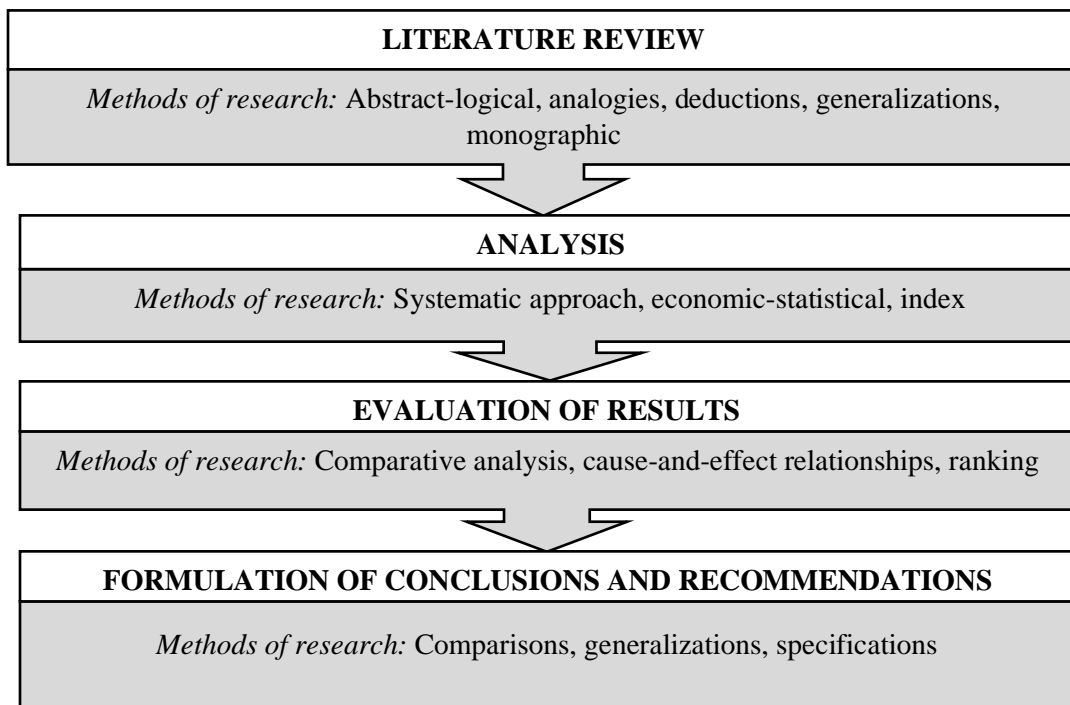 LITERATURE REVIEW
Methods of research: Abstract-logical, analogies, deductions, generalizations,
monographic
ANALYSIS
Methods of research: Systematic approach, economic-statistical, index
EVALUATION OF RESULTS
Methods of research: Comparative analysis, cause-and-effect relationships, ranking
FORMULATION OF CONCLUSIONS AND RECOMMENDATIONS
Methods of research: Comparisons, generalizations, specifications